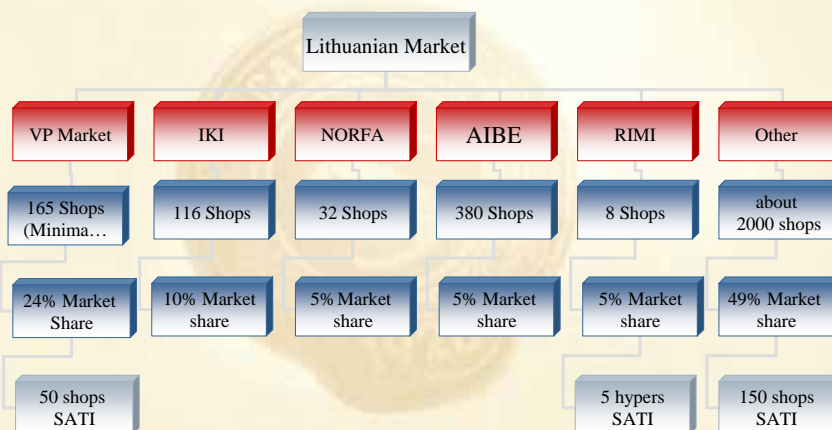 Lithuanian Market
VP Market
IKI
NORFA
AIBE
RIMI
Other
165 Shops
(Minima…
116 Shops
32 Shops
380 Shops
8 Shops
about
2000 shops
24% Market
Share
10% Market
share
5% Market
share
5% Market
share
5% Market
share
49% Market
share
50 shops
SATI
5 hypers
SATI
150 shops
SATI